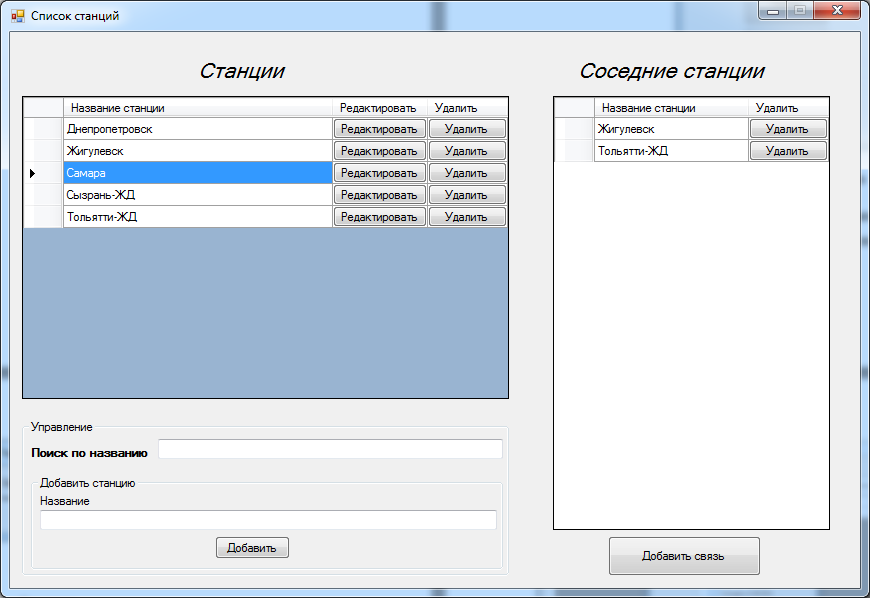 Список станций
Станции
Название станции Редактировать Удалить
Днепропетровск Редактировать Удалить
Жигулевск Редактировать Удалить
Самара Редактировать Удалить
Сызрань-ЖД Редактировать Удалить
Тольятти-ЖД Редактировать Удалить
Управление
Поиск по названию
Добавить станцию
Название
Добавить
Соседние станции
Название станции Удалить
Жигулевск Удалить
Тольятти-ЖД Удалить
Добавить связь